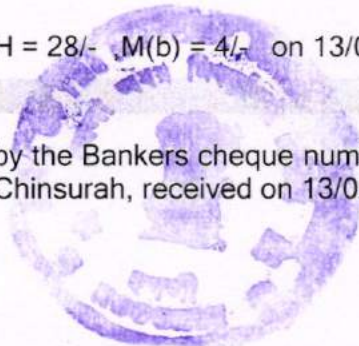 H = 28/- ,M(b) = 4/- on 13/0
by the Bankers cheque num
Chinsurah, received on 13/0